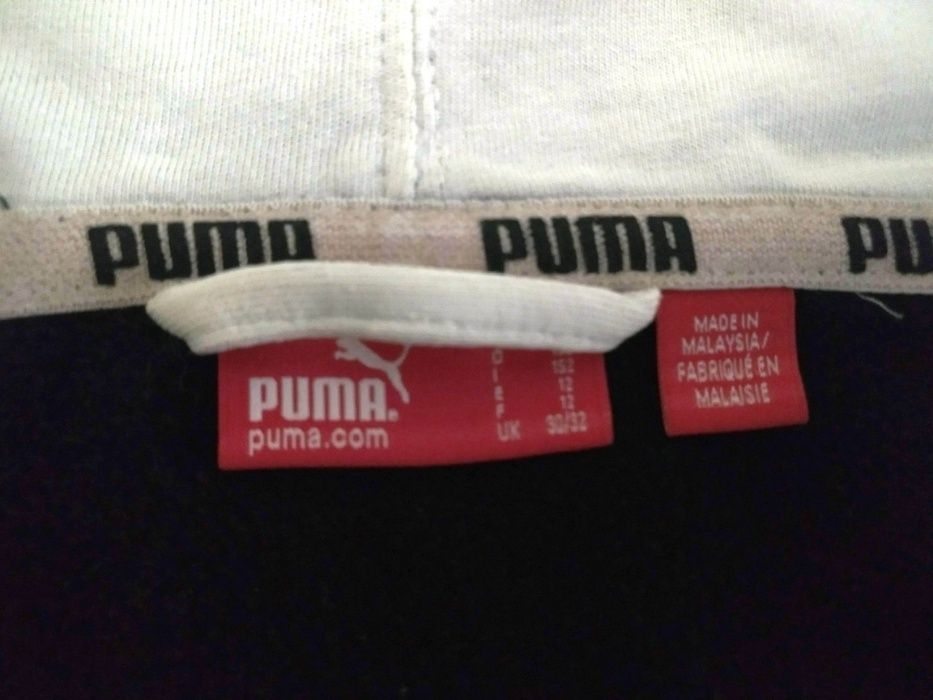 PUMA PUMA PU
PUMA.
puma.com
D 152
I 12
E 12
F
UK 30/32
MADE IN
MALAYSIA/
FABRIQUÉ EN
MALAISIE